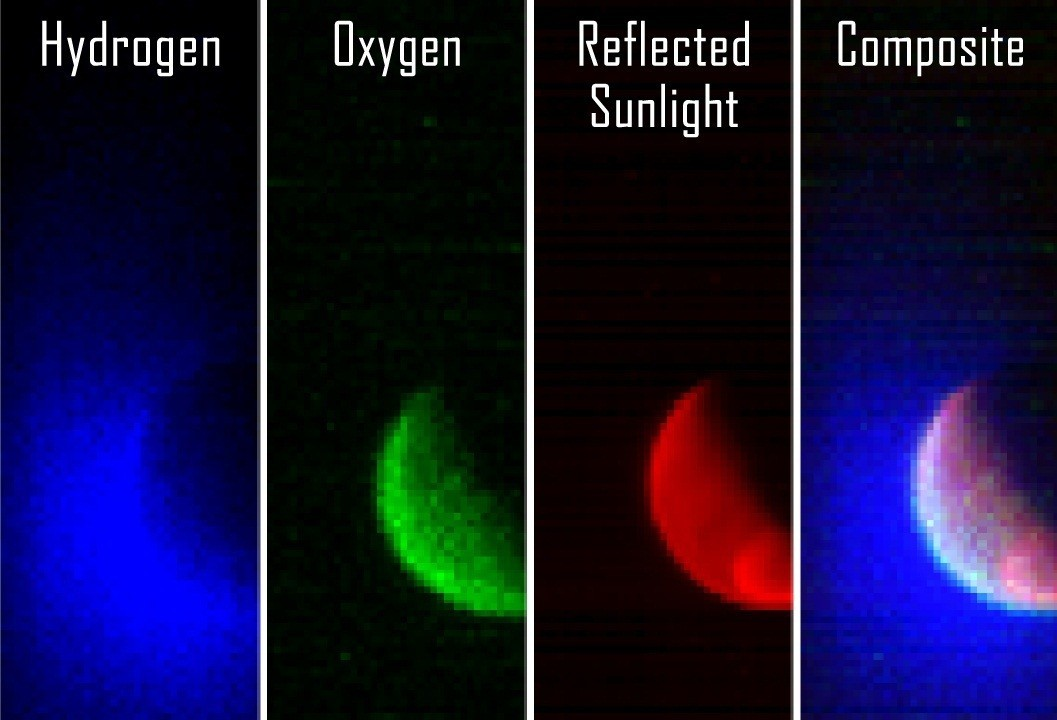 Hydrogen
Oxygen
Reflected
Sunlight
Composite